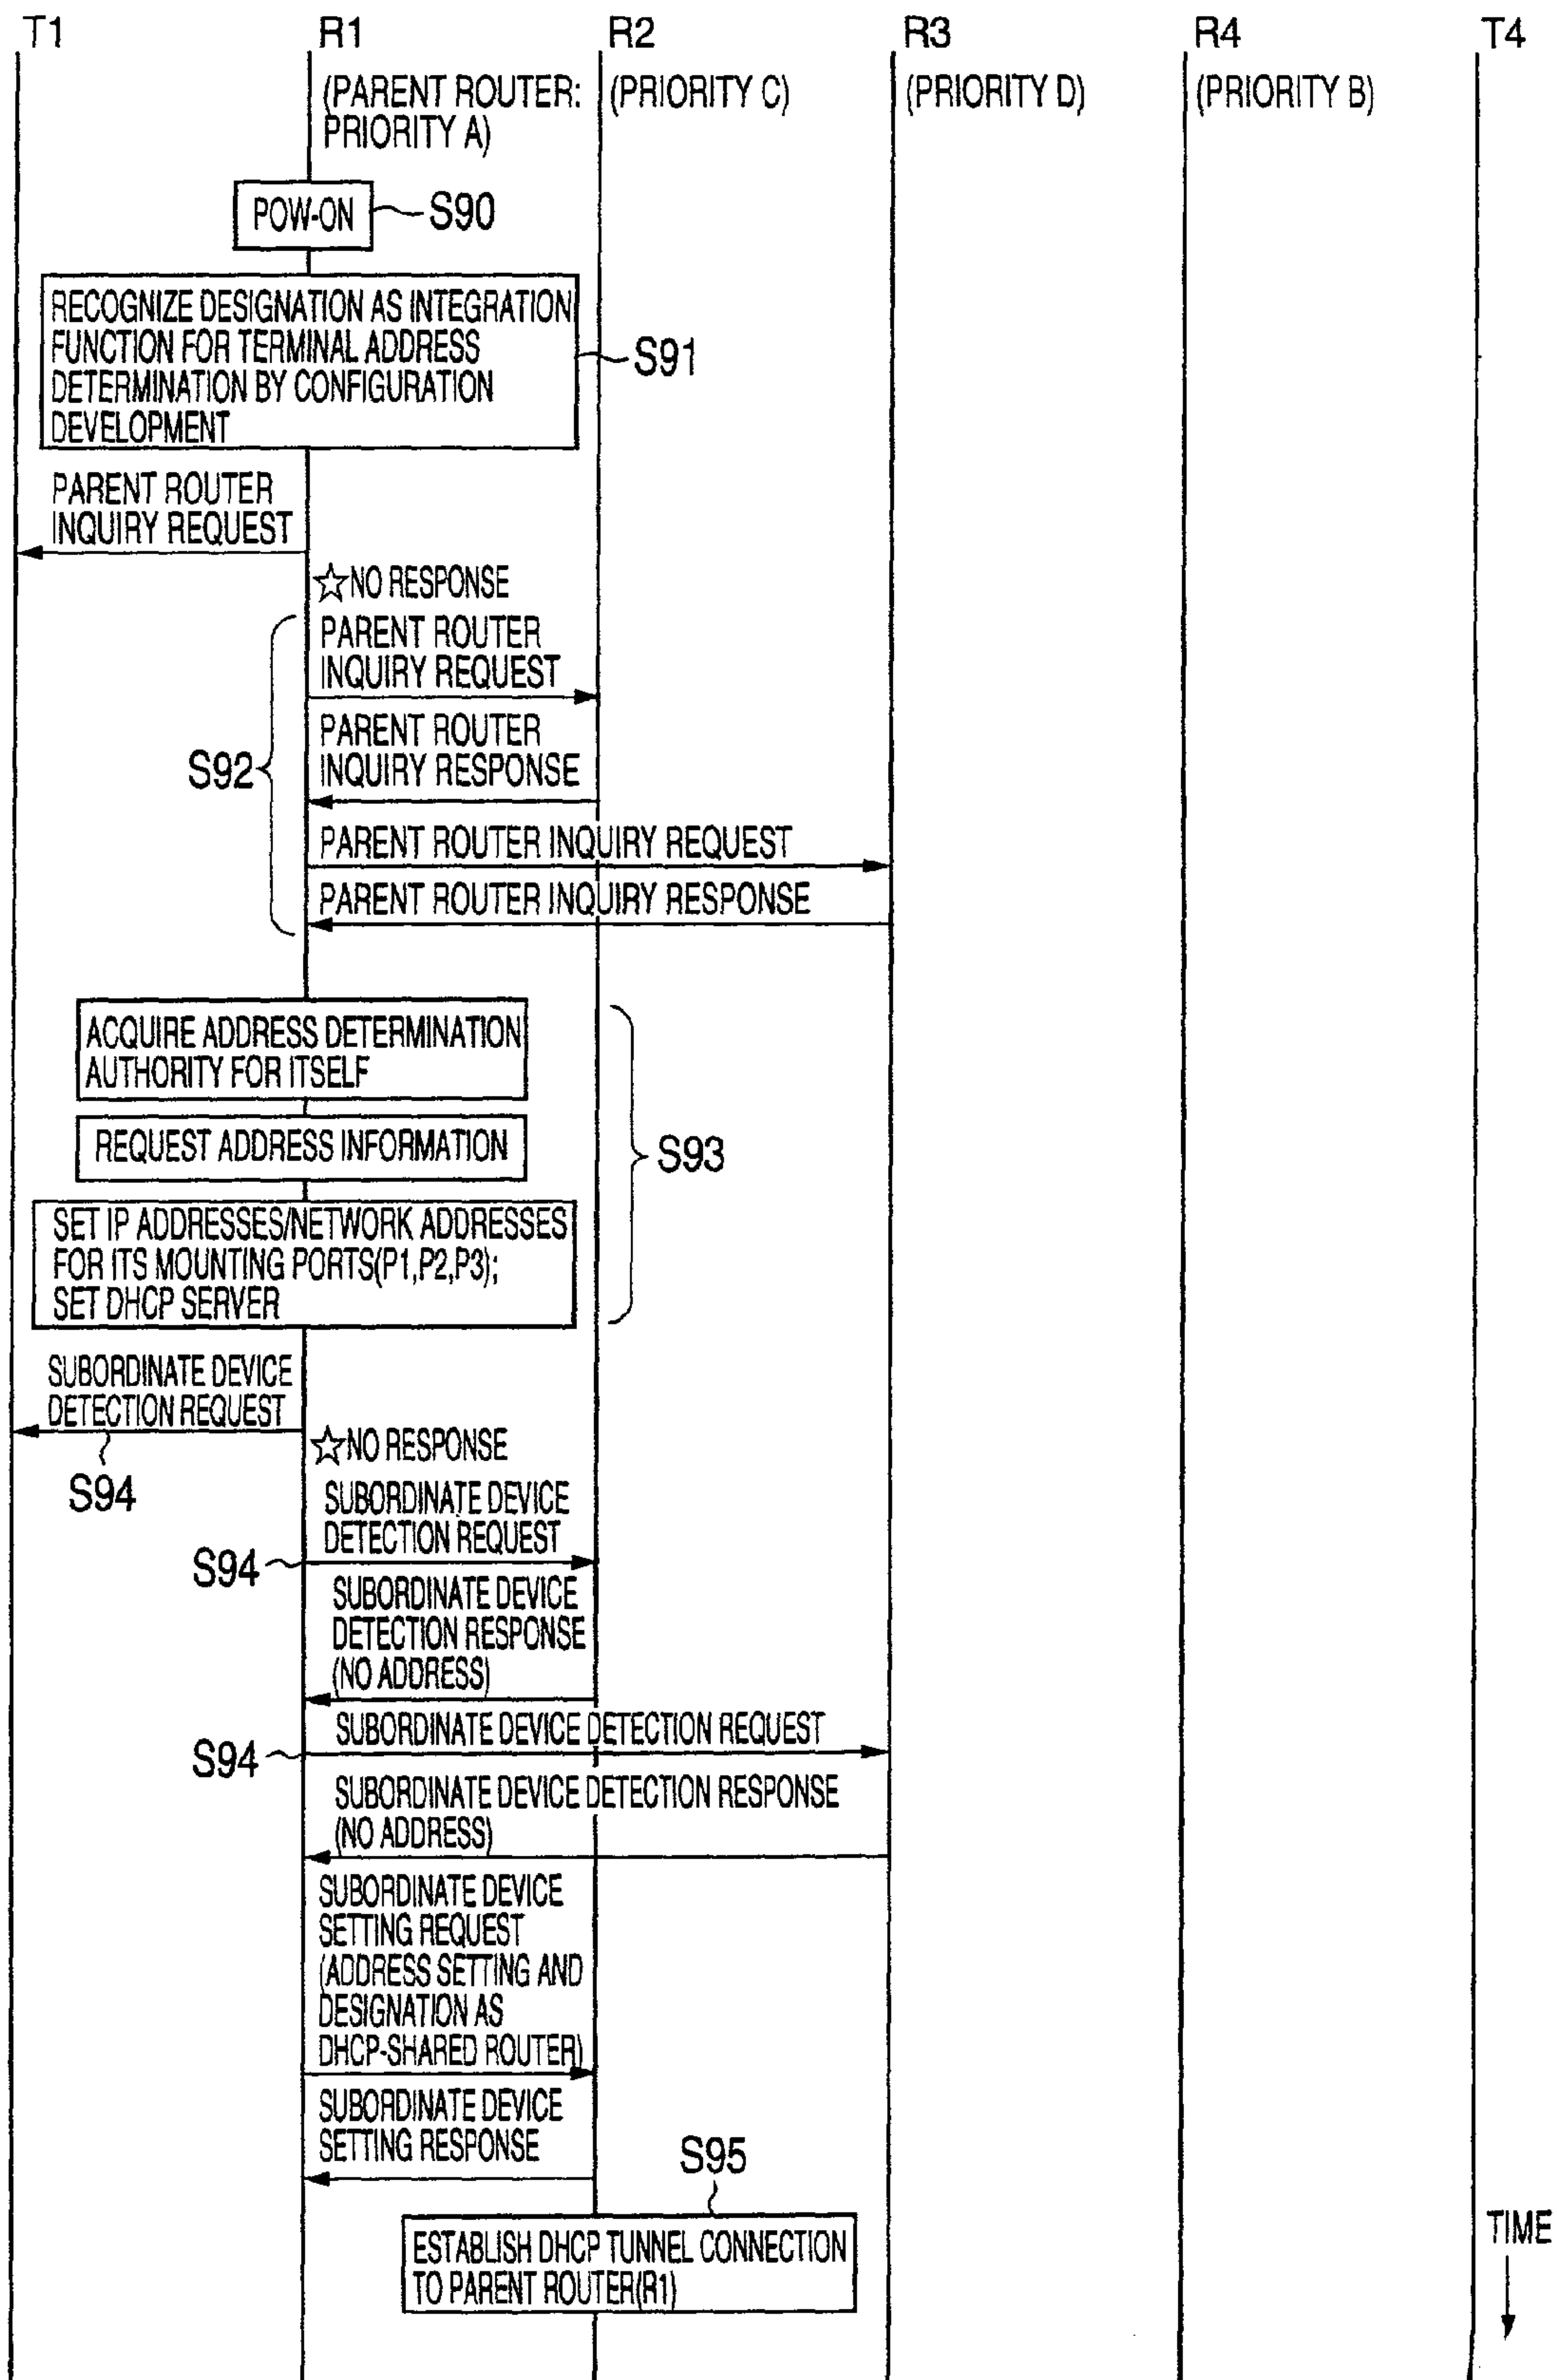 T1
R1
R2
R3
R4
T4
(PARENT ROUTER:
PRIORITY A)
(PRIORITY C)
(PRIORITY D)
(PRIORITY B)
POW-ON
S90
RECOGNIZE DESIGNATION AS INTEGRATION
FUNCTION FOR TERMINAL ADDRESS
DETERMINATION BY CONFIGURATION
DEVELOPMENT
S91
PARENT ROUTER
INQUIRY REQUEST
☆NO RESPONSE
PARENT ROUTER
INQUIRY REQUEST
PARENT ROUTER
INQUIRY RESPONSE
S92
PARENT ROUTER INQUIRY REQUEST
PARENT ROUTER INQUIRY RESPONSE
ACQUIRE ADDRESS DETERMINATION
AUTHORITY FOR ITSELF
REQUEST ADDRESS INFORMATION
S93
SET IP ADDRESSES/NETWORK ADDRESSES
FOR ITS MOUNTING PORTS(P1,P2,P3);
SET DHCP SERVER
SUBORDINATE DEVICE
DETECTION REQUEST
☆NO RESPONSE
S94
SUBORDINATE DEVICE
DETECTION REQUEST
S94
SUBORDINATE DEVICE
DETECTION RESPONSE
(NO ADDRESS)
SUBORDINATE DEVICE DETECTION REQUEST
S94
SUBORDINATE DEVICE DETECTION RESPONSE
(NO ADDRESS)
SUBORDINATE DEVICE
SETTING REQUEST
(ADDRESS SETTING AND
DESIGNATION AS
DHCP-SHARED ROUTER)
SUBORDINATE DEVICE
SETTING RESPONSE
S95
ESTABLISH DHCP TUNNEL CONNECTION
TO PARENT ROUTER(R1)
TIME